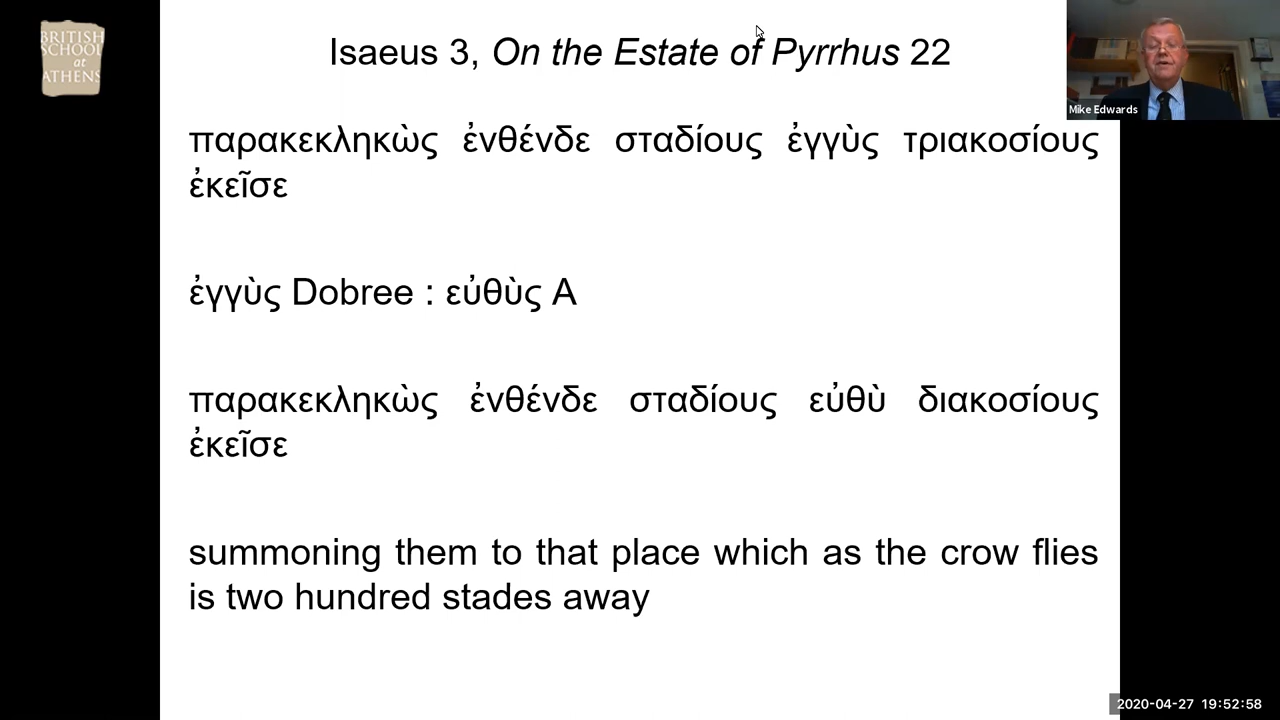 BRITISH
SCHOOL
at
ATHENS
Isaeus 3, On the Estate of Pyrrhus 22
Mike Edwards
παρακεκληκὼς ἐνθένδε σταδίους ἐγγὺς τριακοσίους
ἐκεῖσε
ἐγγὺς Dobree : εὐθὺς A
παρακεκληκὼς ἐνθένδε σταδίους εὐθὺ διακοσίους
ἐκεῖσε
summoning them to that place which as the crow flies
is two hundred stades away
2020-04-27 19:52:58